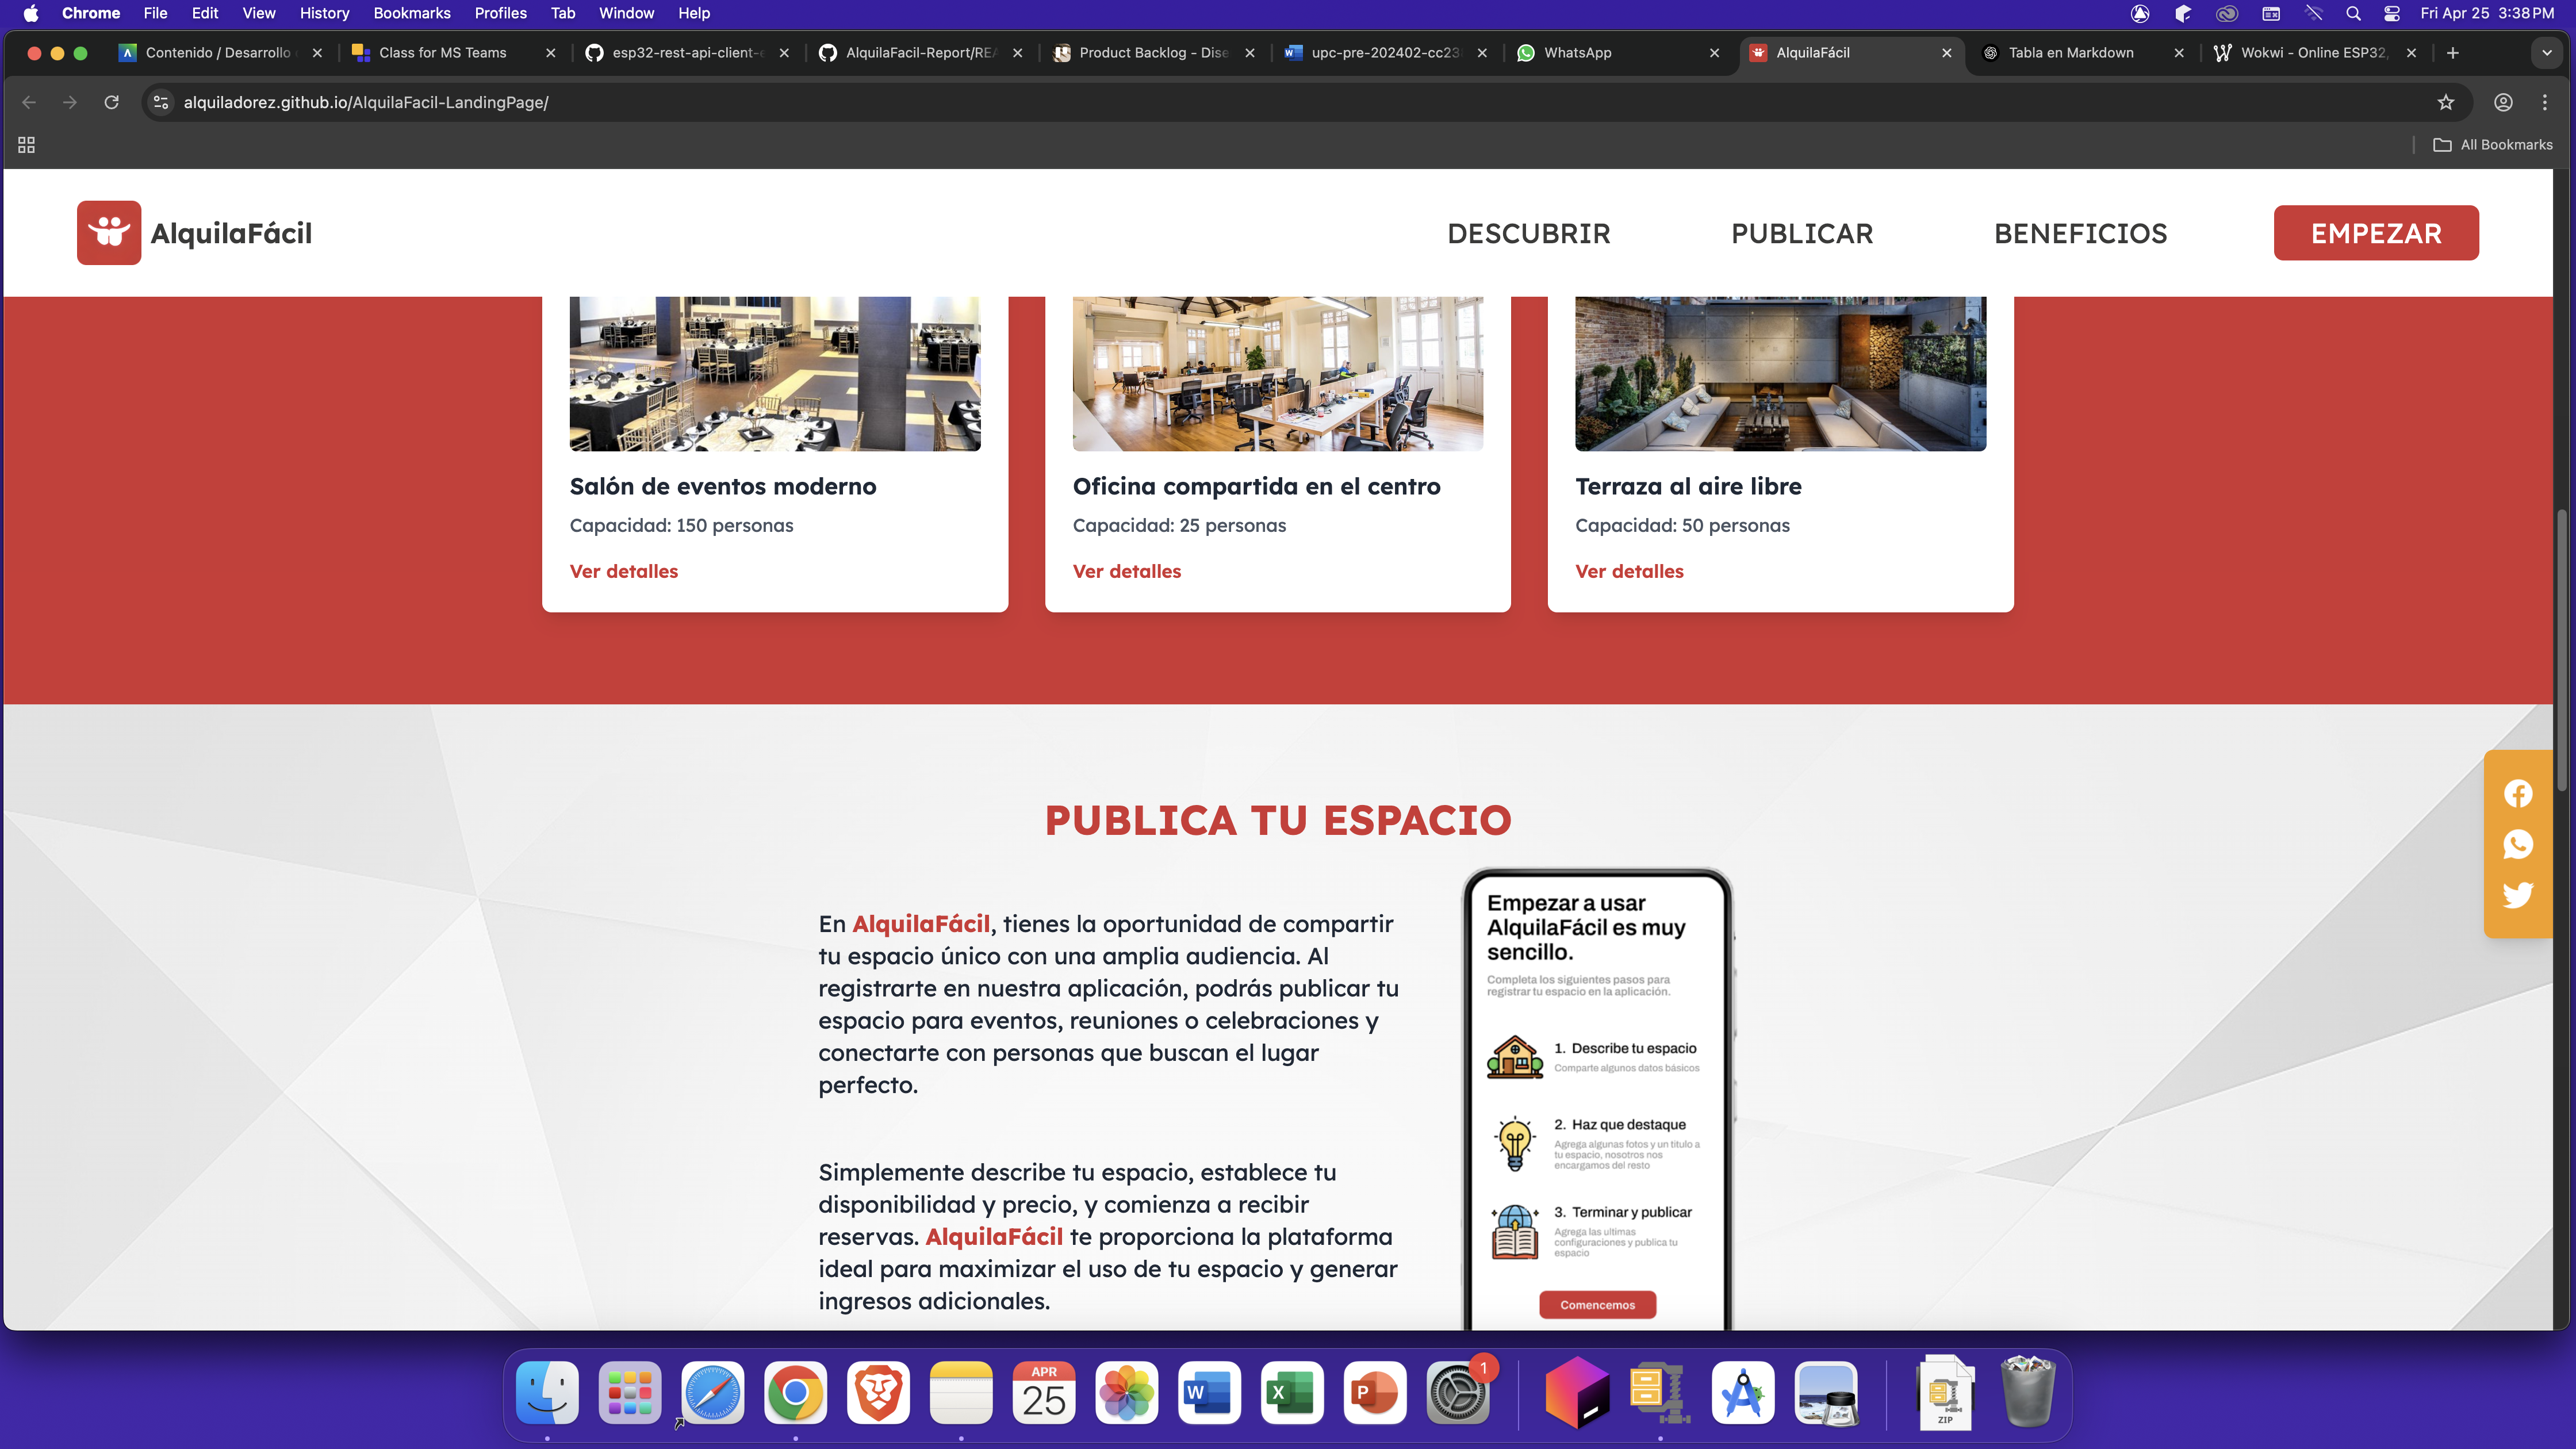 Chrome File Edit View History Bookmarks Profiles Tab Window Help Fri Apr 25 3:38 PM
Contenido / Desarrollo Class for MS Teams esp32-rest-api-client-e AlquilaFacil-Report/REA Product Backlog - Dise upc-pre-202402-cc23 WhatsApp AlquilaFácil Tabla en Markdown Wokwi - Online ESP32,
alquiladorez.github.io/AlquilaFacil-LandingPage/
All Bookmarks
AlquilaFácil DESCUBRIR PUBLICAR BENEFICIOS EMPEZAR
Salón de eventos moderno
Capacidad: 150 personas
Ver detalles
Oficina compartida en el centro
Capacidad: 25 personas
Ver detalles
Terraza al aire libre
Capacidad: 50 personas
Ver detalles
PUBLICA TU ESPACIO
En AlquilaFácil, tienes la oportunidad de compartir
tu espacio único con una amplia audiencia. Al
registrarte en nuestra aplicación, podrás publicar tu
espacio para eventos, reuniones o celebraciones y
conectarte con personas que buscan el lugar
perfecto.
Simplemente describe tu espacio, establece tu
disponibilidad y precio, y comienza a recibir
reservas. AlquilaFácil te proporciona la plataforma
ideal para maximizar el uso de tu espacio y generar
ingresos adicionales.
Empezar a usar
AlquilaFácil es muy
sencillo.
Completa los siguientes pasos para
registrar tu espacio en la aplicación.
1. Describe tu espacio
Comparte algunos datos básicos
2. Haz que destaque
Agrega algunas fotos y un titulo a
tu espacio, nosotros nos
encargamos del resto
3. Terminar y publicar
Agrega las ultimas
configuraciones y publica tu
espacio
Comencemos
APR
25
W
X
P
1
ZIP